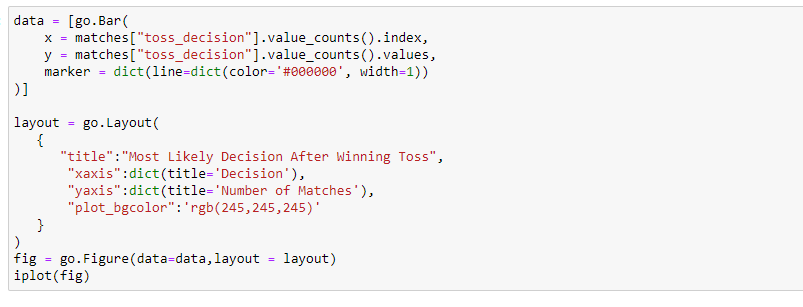 data = [go.Bar(
    x = matches["toss_decision"].value_counts().index,
    y = matches["toss_decision"].value_counts().values,
    marker = dict(line=dict(color='#000000', width=1))
)]

layout = go.Layout(
   {
      "title":"Most Likely Decision After Winning Toss",
       "xaxis":dict(title='Decision'),
       "yaxis":dict(title='Number of Matches'),
       "plot_bgcolor":'rgb(245,245,245)'
   }
)
fig = go.Figure(data=data,layout = layout)
iplot(fig)